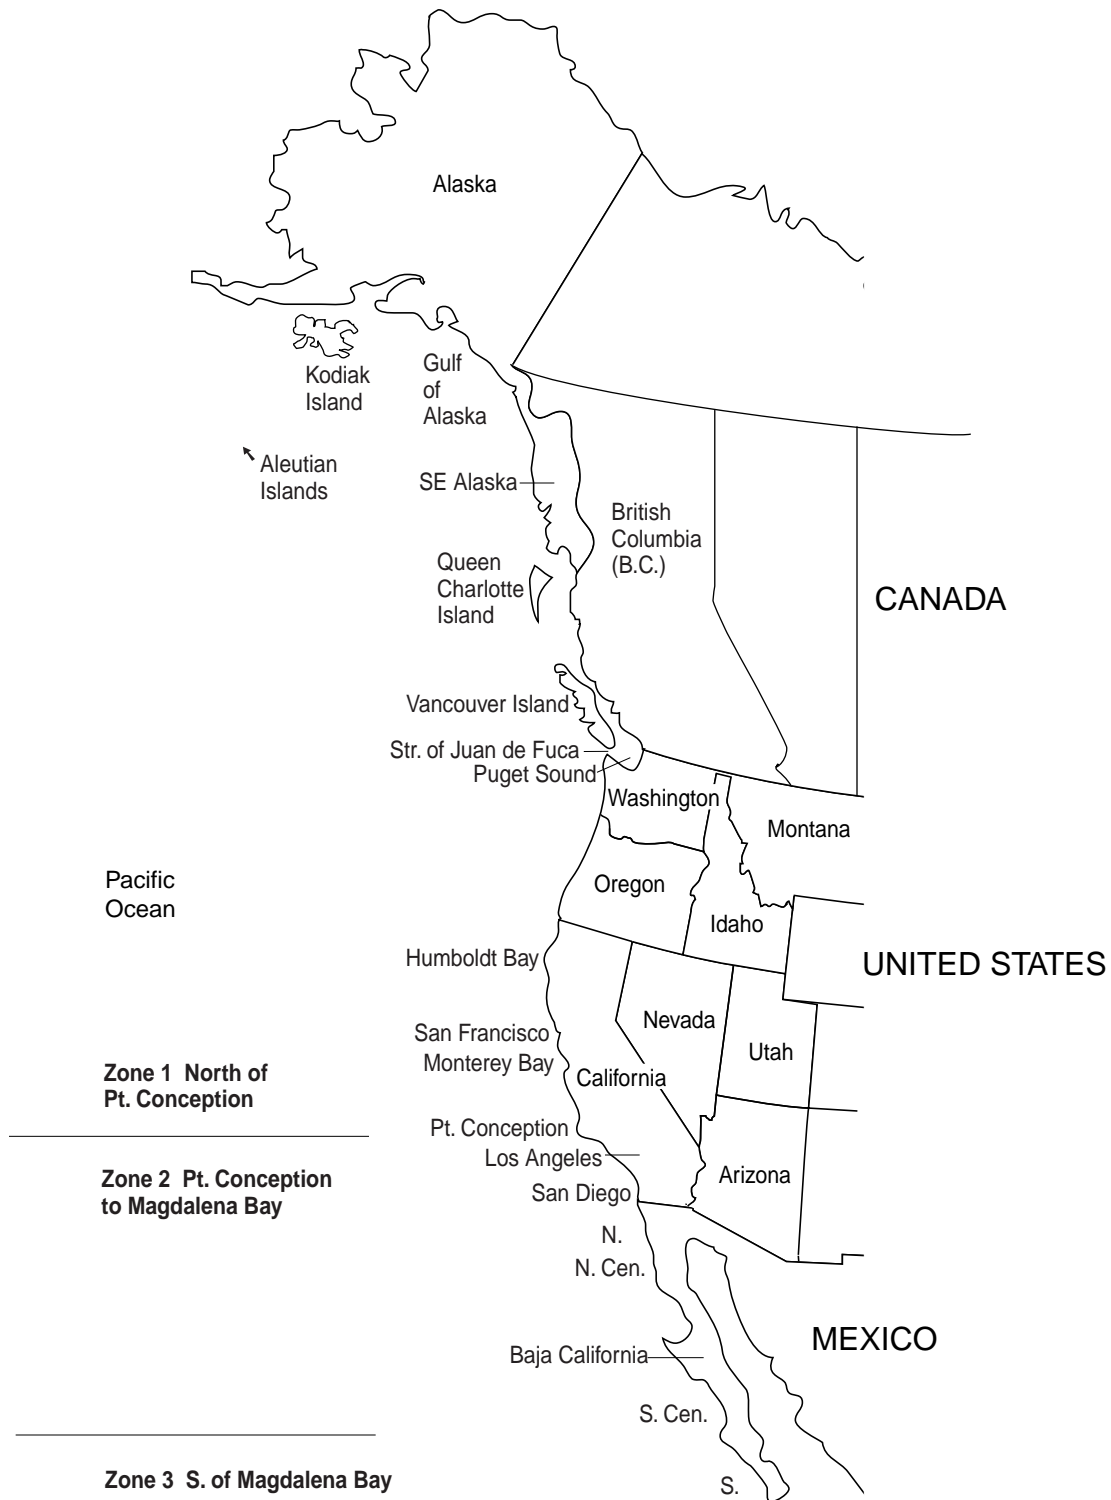 Alaska
Kodiak
Island
Gulf
of
Alaska
Aleutian
Islands
SE Alaska
British
Columbia
(B.C.)
Queen
Charlotte
Island
CANADA
Vancouver Island
Str. of Juan de Fuca
Puget Sound
Washington
Montana
Pacific
Ocean
Oregon
Idaho
Humboldt Bay
UNITED STATES
San Francisco
Nevada
Monterey Bay
Utah
Zone 1 North of
Pt. Conception
California
Pt. Conception
Los Angeles
Zone 2 Pt. Conception
to Magdalena Bay
Arizona
San Diego
N.
N. Cen.
MEXICO
Baja California
S. Cen.
Zone 3 S. of Magdalena Bay
S.